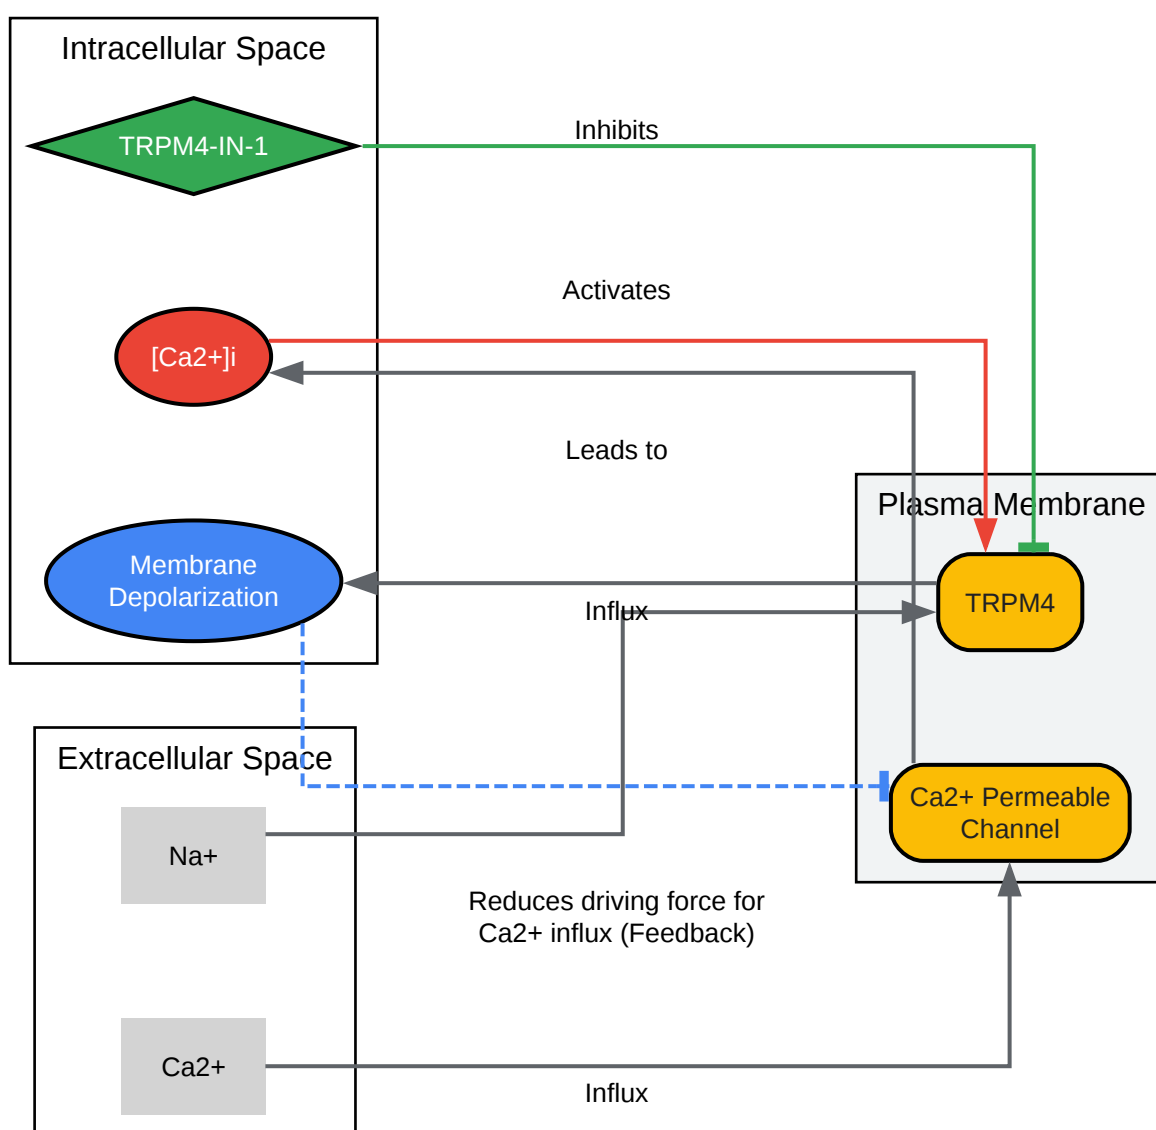 Intracellular Space
TRPM4-IN-1
Inhibits
Activates
[Ca2+]i
Leads to
Plasma Membrane
Membrane
Depolarization
TRPM4
Influx
Extracellular Space
Ca2+ Permeable
Channel
Na+
Reduces driving force for
Ca2+ influx (Feedback)
Ca2+
Influx